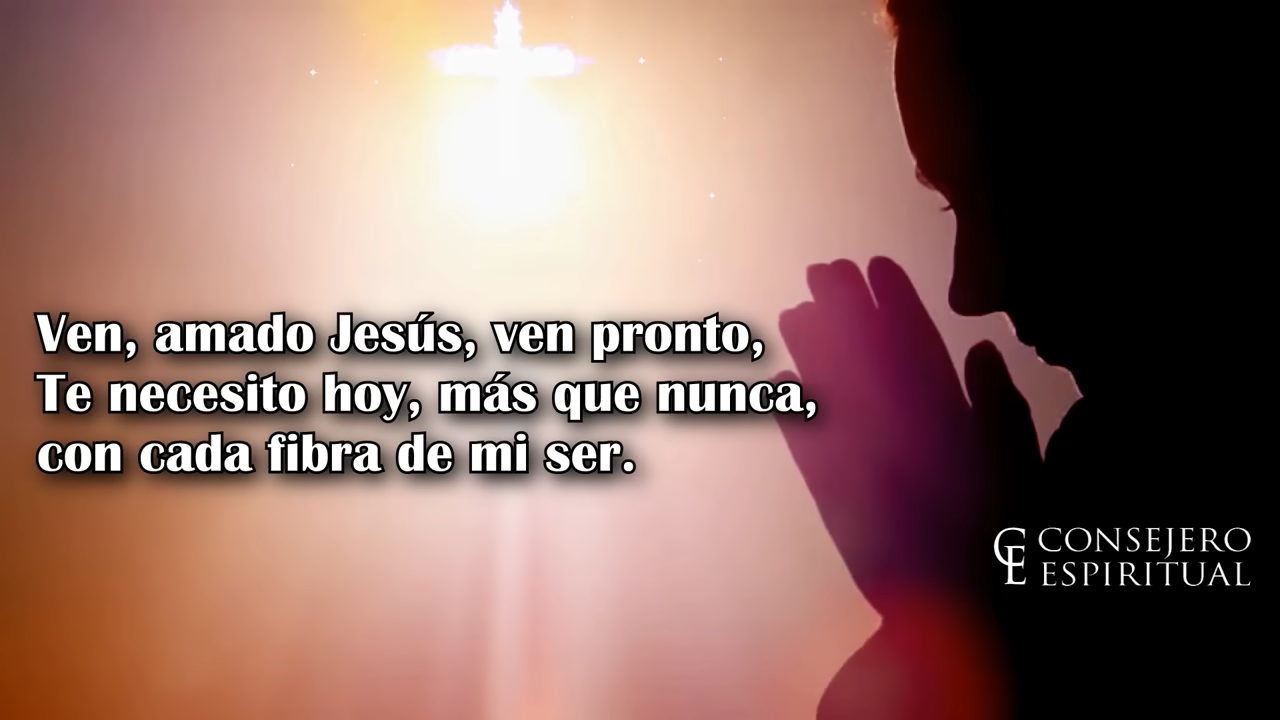 Ven, amado Jesús, ven pronto,
Te necesito hoy, más que nunca,
con cada fibra de mi ser.
CE CONSEJERO
ESPIRITUAL